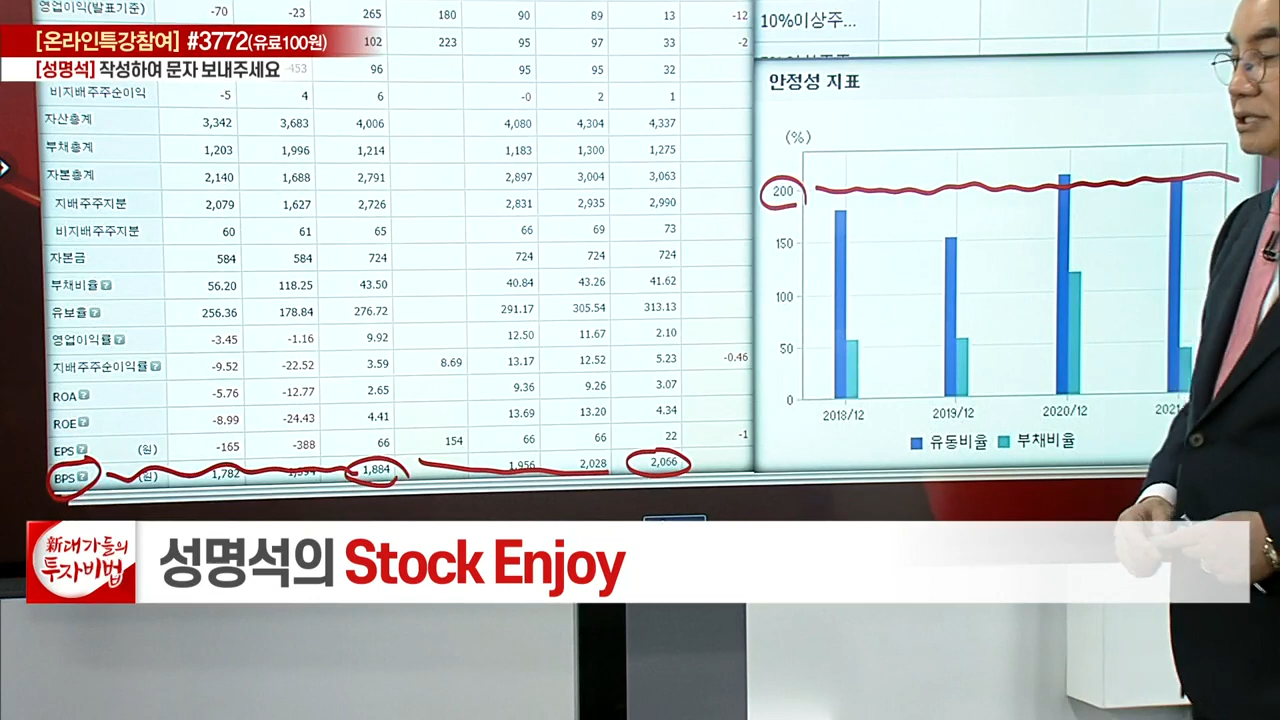 영업이익(발표기준) -70 -23 265 180 90 89 13 -12
[온라인특강참여] #3772(유료100원)
102 223 95 97 33 -2
[성명석] 작성하여 문자 보내주세요
-453 96 95 95 32
비지배주주순이익 -5 4 6 -0 2 1
자산총계 3,342 3,683 4,006 4,080 4,304 4,337
부채총계 1,203 1,996 1,214 1,183 1,300 1,275
자본총계 2,140 1,688 2,791 2,897 3,004 3,063
지배주주지분 2,079 1,627 2,726 2,831 2,935 2,990
비지배주주지분 60 61 65 66 69 73
자본금 584 584 724 724 724 724
부채비율 56.20 118.25 43.50 40.84 43.26 41.62
유보율 256.36 178.84 276.72 291.17 305.54 313.13
영업이익률 -3.45 -1.16 9.92 12.50 11.67 2.10
지배주주순이익률 -9.52 -22.52 3.59 8.69 13.17 12.52 5.23 -0.46
ROA -5.76 -12.77 2.65 9.36 9.26 3.07
ROE -8.99 -24.43 4.41 13.69 13.20 4.34
EPS (원) -165 -388 66 154 66 66 22 -1
BPS (원) 1,782 1,884 1,956 2,028 2,066
10%이상주...
안정성 지표
(%)
200
150
100
50
0
2018/12 2019/12 2020/12 2021
유동비율 부채비율
新대가들의
투자비법
성명석의 Stock Enjoy